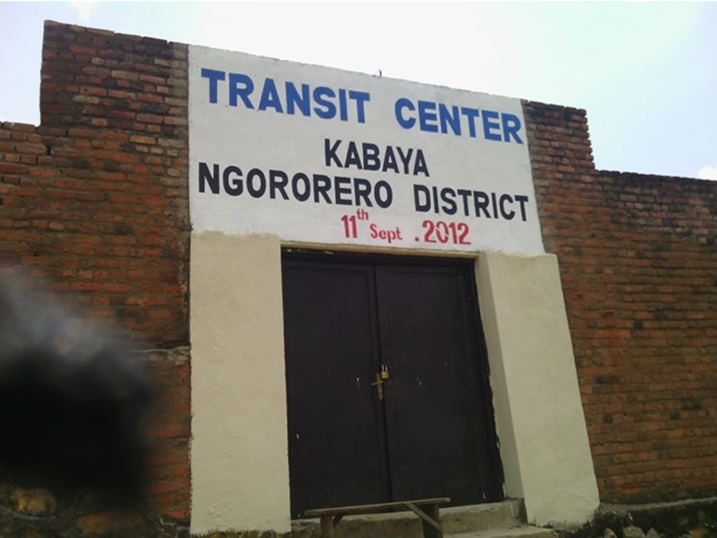 TRANSIT CENTER
KABAYA
NGORORERO DISTRICT
11th Sept . 2012